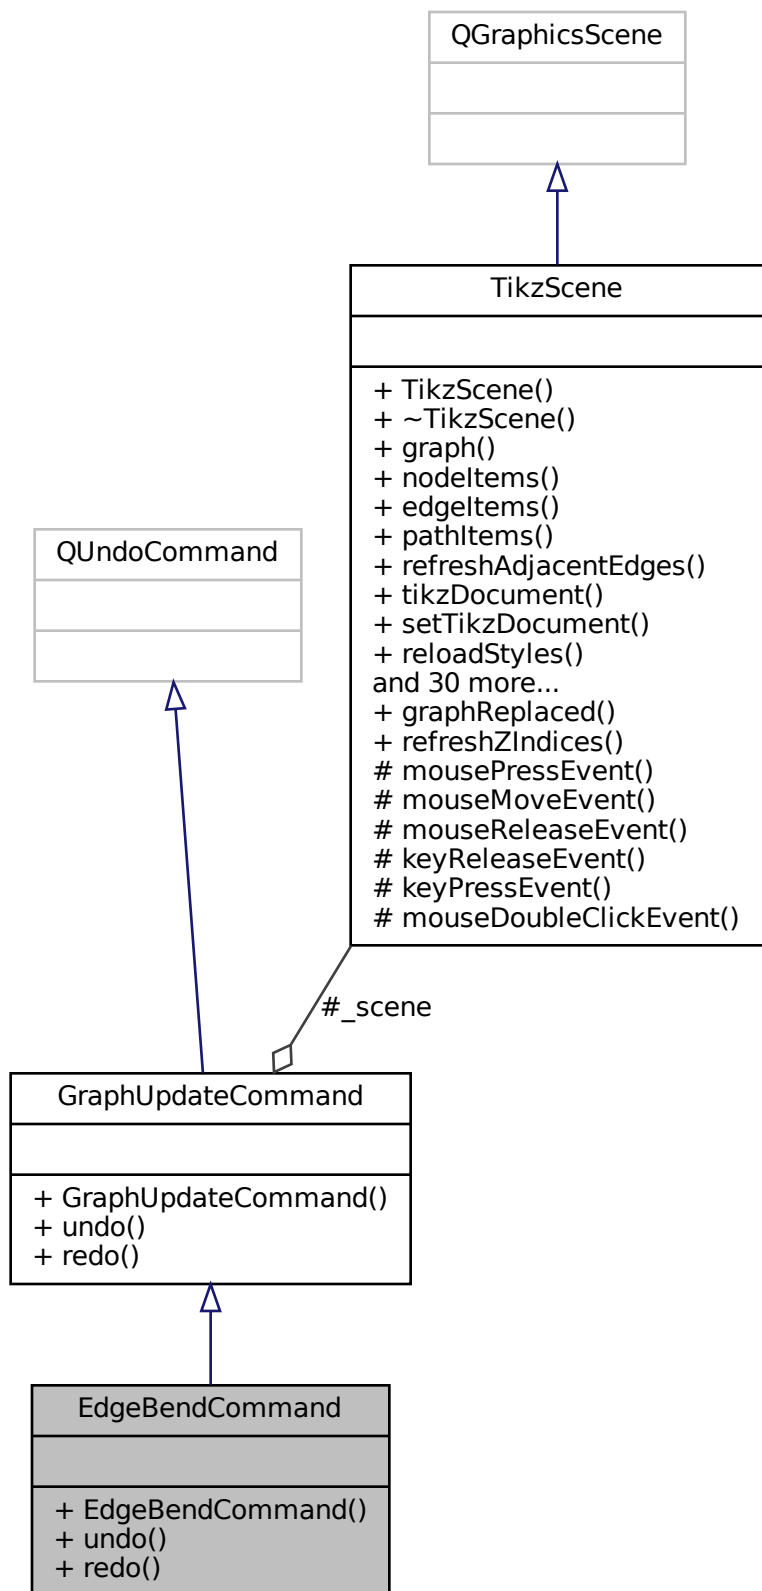 QGraphicsScene
TikzScene
+ TikzScene()
+ ~TikzScene()
+ graph()
+ nodeItems()
+ edgeItems()
+ pathItems()
+ refreshAdjacentEdges()
+ tikzDocument()
+ setTikzDocument()
+ reloadStyles()
and 30 more...
+ graphReplaced()
+ refreshZIndices()
# mousePressEvent()
# mouseMoveEvent()
# mouseReleaseEvent()
# keyReleaseEvent()
# keyPressEvent()
# mouseDoubleClickEvent()
QUndoCommand
#_scene
GraphUpdateCommand
+ GraphUpdateCommand()
+ undo()
+ redo()
EdgeBendCommand
+ EdgeBendCommand()
+ undo()
+ redo()